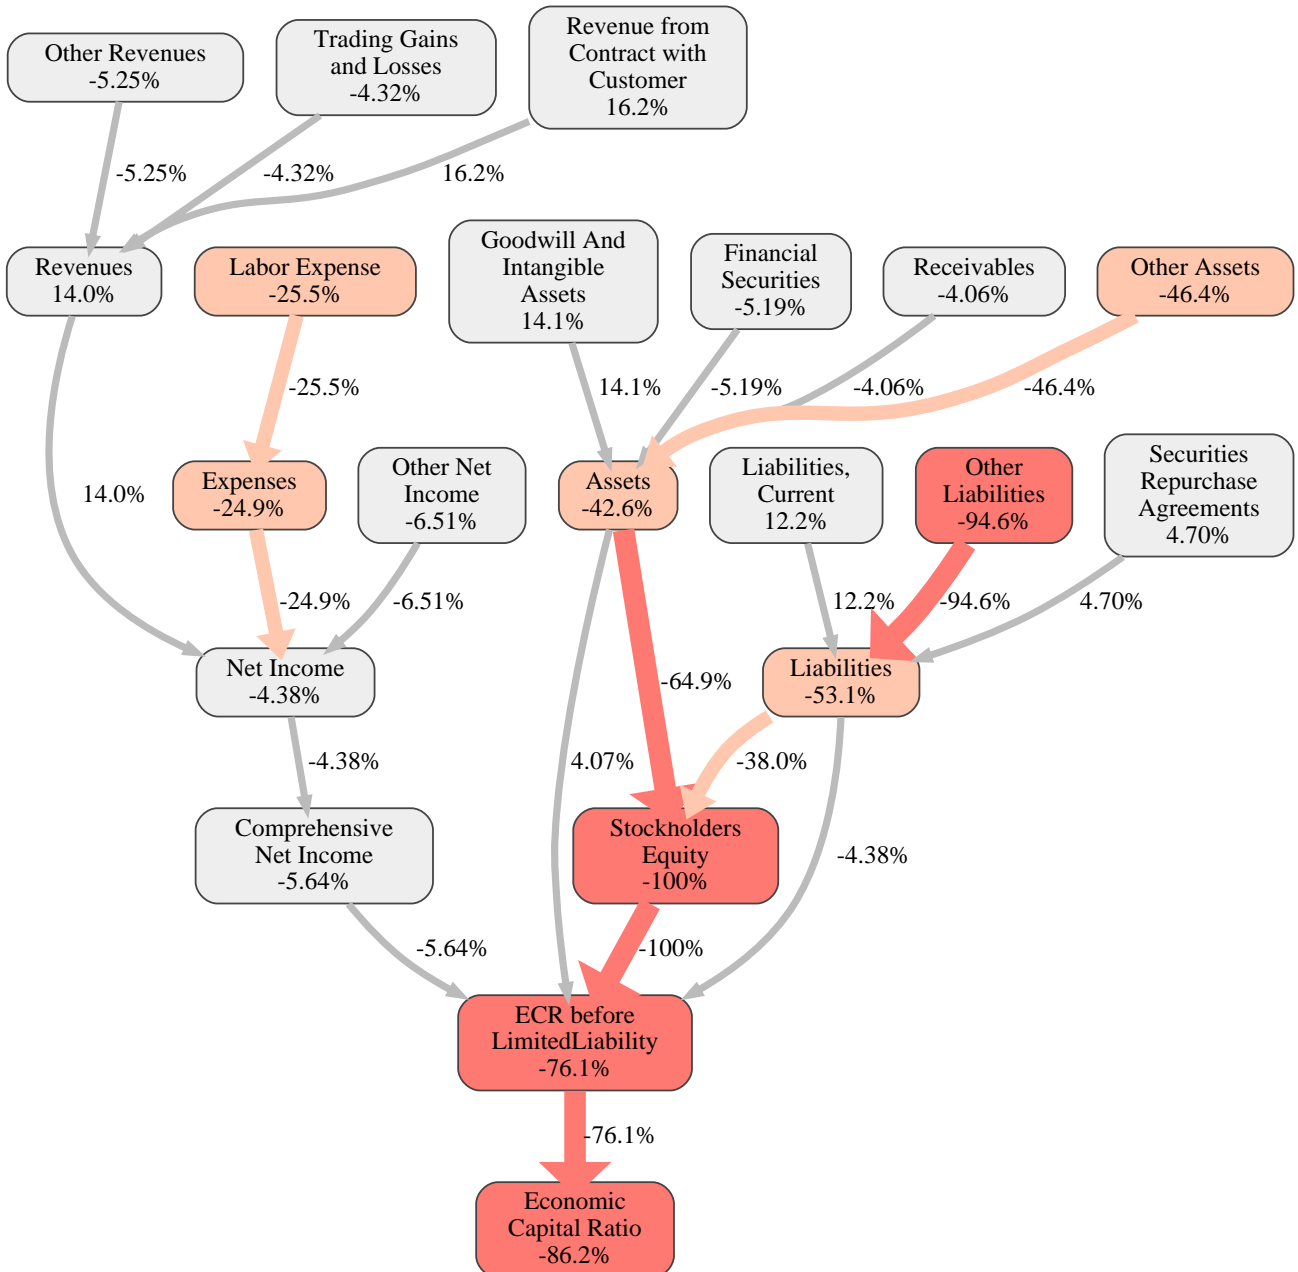 Other Revenues
-5.25%
Trading Gains
and Losses
-4.32%
Revenue from
Contract with
Customer
16.2%
-5.25%
-4.32%
16.2%
Revenues
14.0%
Labor Expense
-25.5%
Goodwill And
Intangible
Assets
14.1%
Financial
Securities
-5.19%
Receivables
-4.06%
Other Assets
-46.4%
-25.5%
14.1%
-5.19%
-4.06%
-46.4%
14.0%
Expenses
-24.9%
Other Net
Income
-6.51%
Assets
-42.6%
Liabilities,
Current
12.2%
Other
Liabilities
-94.6%
Securities
Repurchase
Agreements
4.70%
-24.9%
-6.51%
12.2%
-94.6%
4.70%
Net Income
-4.38%
-64.9%
Liabilities
-53.1%
-4.38%
4.07%
-38.0%
Comprehensive
Net Income
-5.64%
Stockholders
Equity
-100%
-4.38%
-5.64%
-100%
ECR before
LimitedLiability
-76.1%
-76.1%
Economic
Capital Ratio
-86.2%